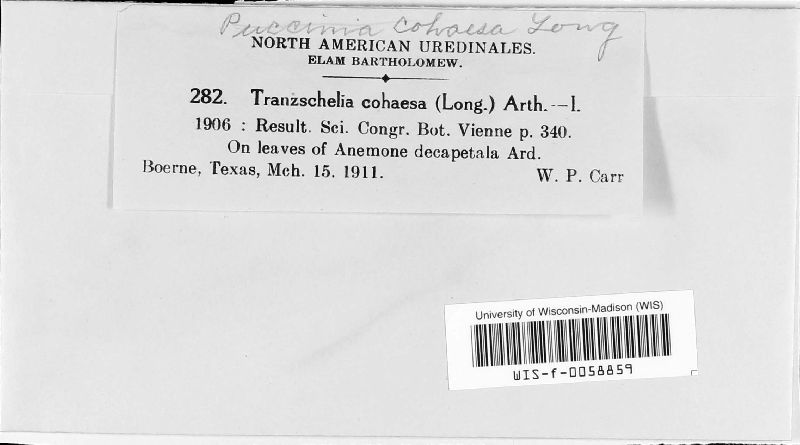 Puccinia cohaesa Long
NORTH AMERICAN UREDINALES.
ELAM BARTHOLOMEW.
282. Tranzschelia cohaesa (Long.) Arth.—I.
1906 : Result. Sci. Congr. Bot. Vienne p. 340.
On leaves of Anemone decapetala Ard.
Boerne, Texas, Mch. 15. 1911. W. P. Carr
University of Wisconsin-Madison (WIS)
WIS-f-0058859